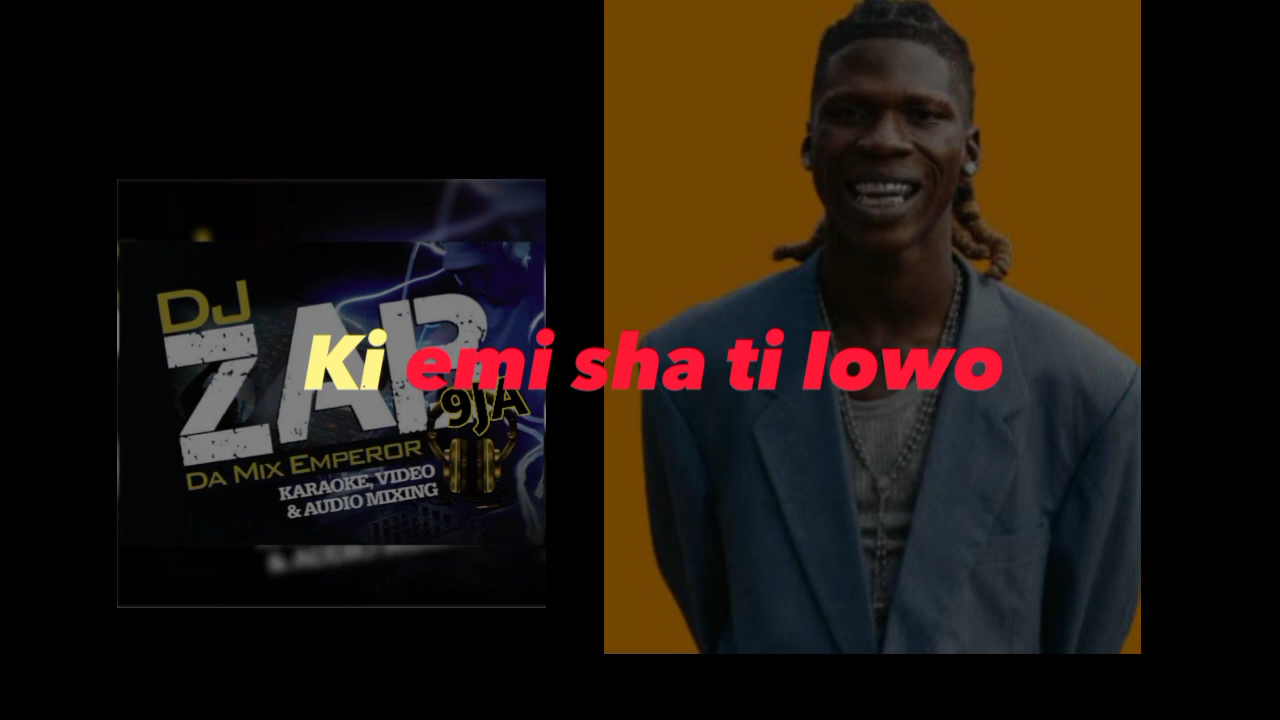 DJ
ZAP
9JA
Ki emi sha ti lowo
DA MIX EMPEROR
KARAOKE, VIDEO
& AUDIO MIXING